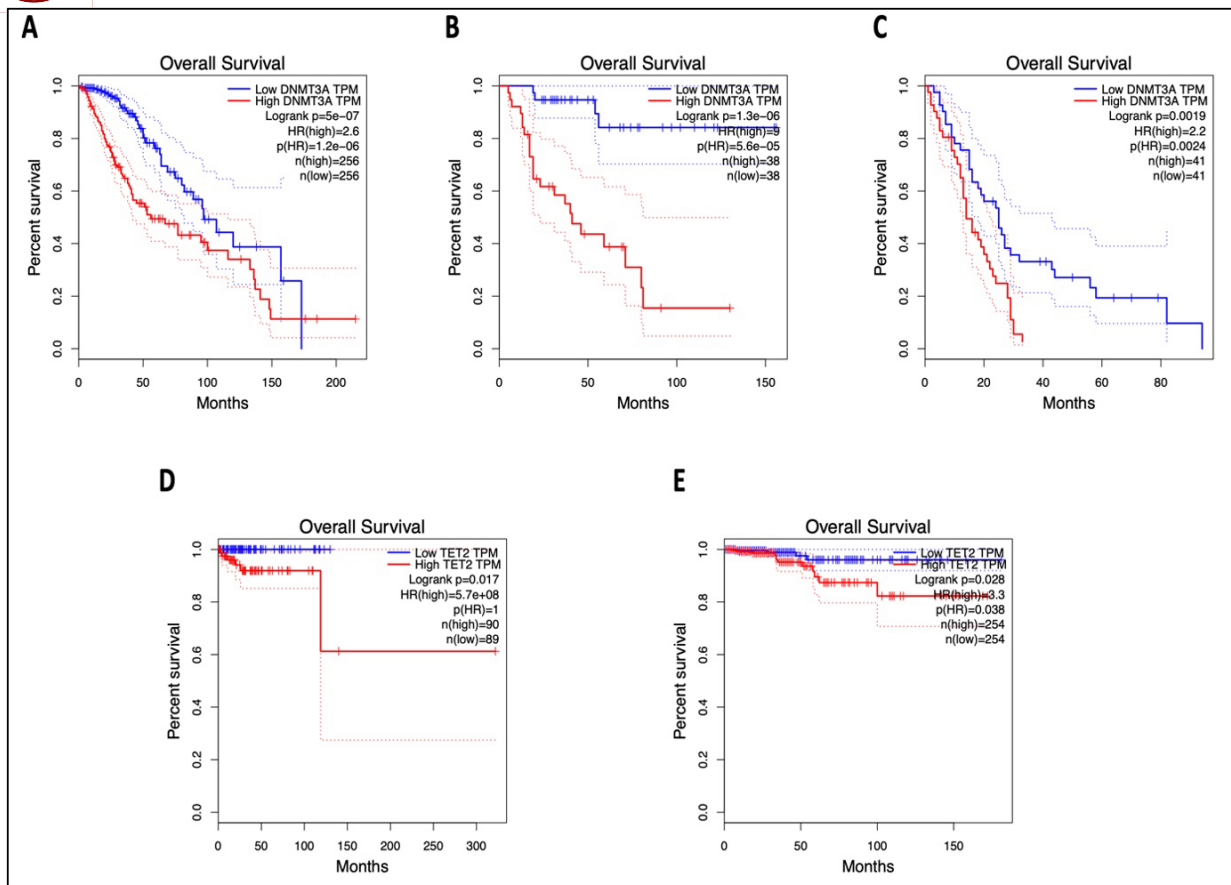 A
Overall Survival
Low DNMT3A TPM
High DNMT3A TPM
Logrank p=5e-07
HR(high)=2.6
p(HR)=1.2e-06
n(high)=256
n(low)=256
Percent survival
0.0 0.2 0.4 0.6 0.8 1.0
0 50 100 150 200
Months
B
Overall Survival
Low DNMT3A TPM
High DNMT3A TPM
Logrank p=1.3e-06
HR(high)=9
p(HR)=5.6e-05
n(high)=38
n(low)=38
Percent survival
0.0 0.2 0.4 0.6 0.8 1.0
0 50 100 150
Months
C
Overall Survival
Low DNMT3A TPM
High DNMT3A TPM
Logrank p=0.0019
HR(high)=2.2
p(HR)=0.0024
n(high)=41
n(low)=41
Percent survival
0.0 0.2 0.4 0.6 0.8 1.0
0 20 40 60 80
Months
D
Overall Survival
Low TET2 TPM
High TET2 TPM
Logrank p=0.017
HR(high)=5.7e+08
p(HR)=1
n(high)=90
n(low)=89
Percent survival
0.0 0.2 0.4 0.6 0.8 1.0
0 50 100 150 200 250 300
Months
E
Overall Survival
Low TET2 TPM
High TET2 TPM
Logrank p=0.028
HR(high)=3.3
p(HR)=0.038
n(high)=254
n(low)=254
Percent survival
0.0 0.2 0.4 0.6 0.8 1.0
0 50 100 150
Months